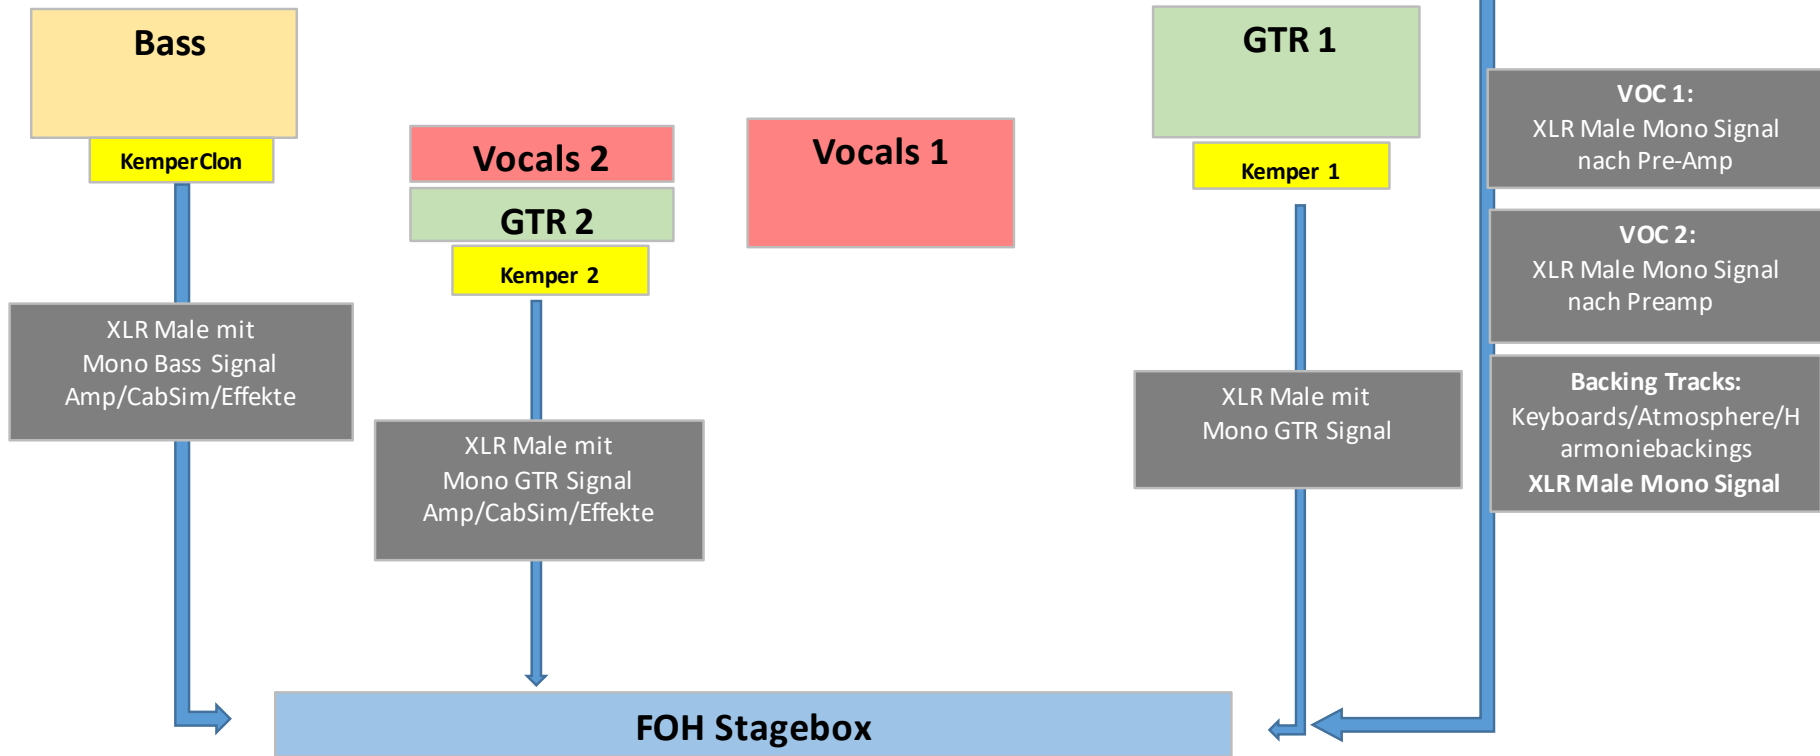 Bass
KemperClon
XLR Male mit
Mono Bass Signal
Amp/CabSim/Effekte
Vocals 2
GTR 2
Kemper 2
XLR Male mit
Mono GTR Signal
Amp/CabSim/Effekte
Vocals 1
GTR 1
Kemper 1
XLR Male mit
Mono GTR Signal
VOC 1:
XLR Male Mono Signal
nach Pre-Amp
VOC 2:
XLR Male Mono Signal
nach Preamp
Backing Tracks:
Keyboards/Atmosphere/H
armoniebackings
XLR Male Mono Signal
FOH Stagebox